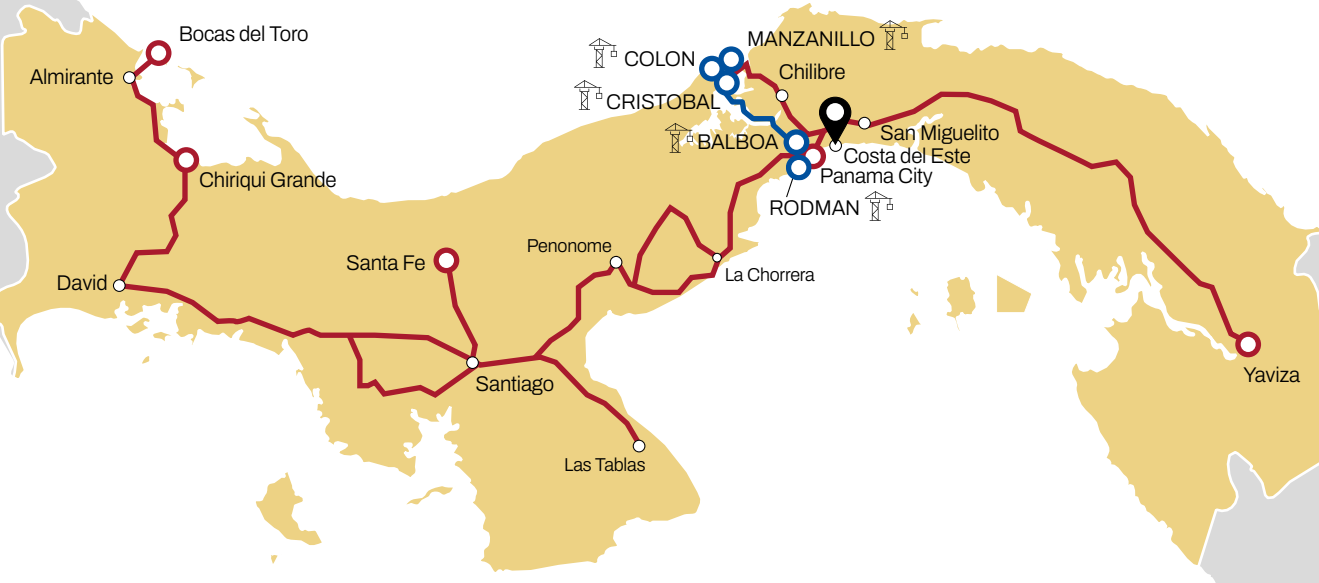 Bocas del Toro
Almirante
Chiriqui Grande
David
Santa Fe
Santiago
Las Tablas
Penonome
La Chorrera
COLON
MANZANILLO
CRISTOBAL
Chilibre
BALBOA
San Miguelito
Costa del Este
Panama City
RODMAN
Yaviza